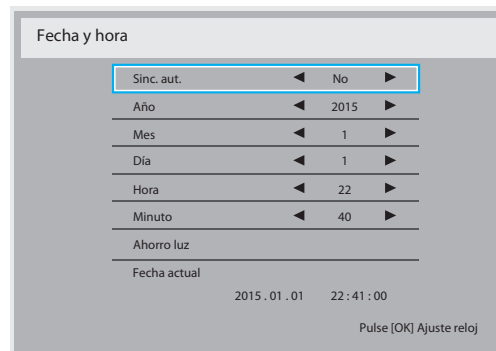 Fecha y hora
Sinc. aut. ◀ No ▶
Año ◀ 2015 ▶
Mes ◀ 1 ▶
Día ◀ 1 ▶
Hora ◀ 22 ▶
Minuto ◀ 40 ▶
Ahorro luz
Fecha actual
2015 . 01 . 01 22 : 41 : 00
Pulse [OK] Ajuste reloj